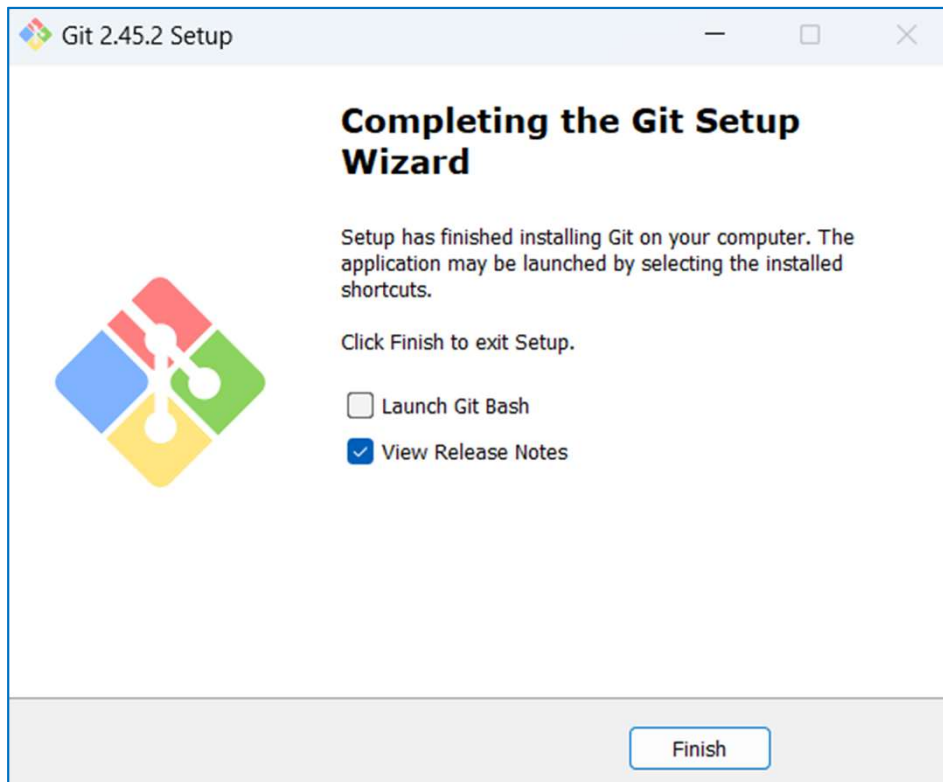 Git 2.45.2 Setup
Completing the Git Setup
Wizard
Setup has finished installing Git on your computer. The
application may be launched by selecting the installed
shortcuts.
Click Finish to exit Setup.
Launch Git Bash
View Release Notes
Finish